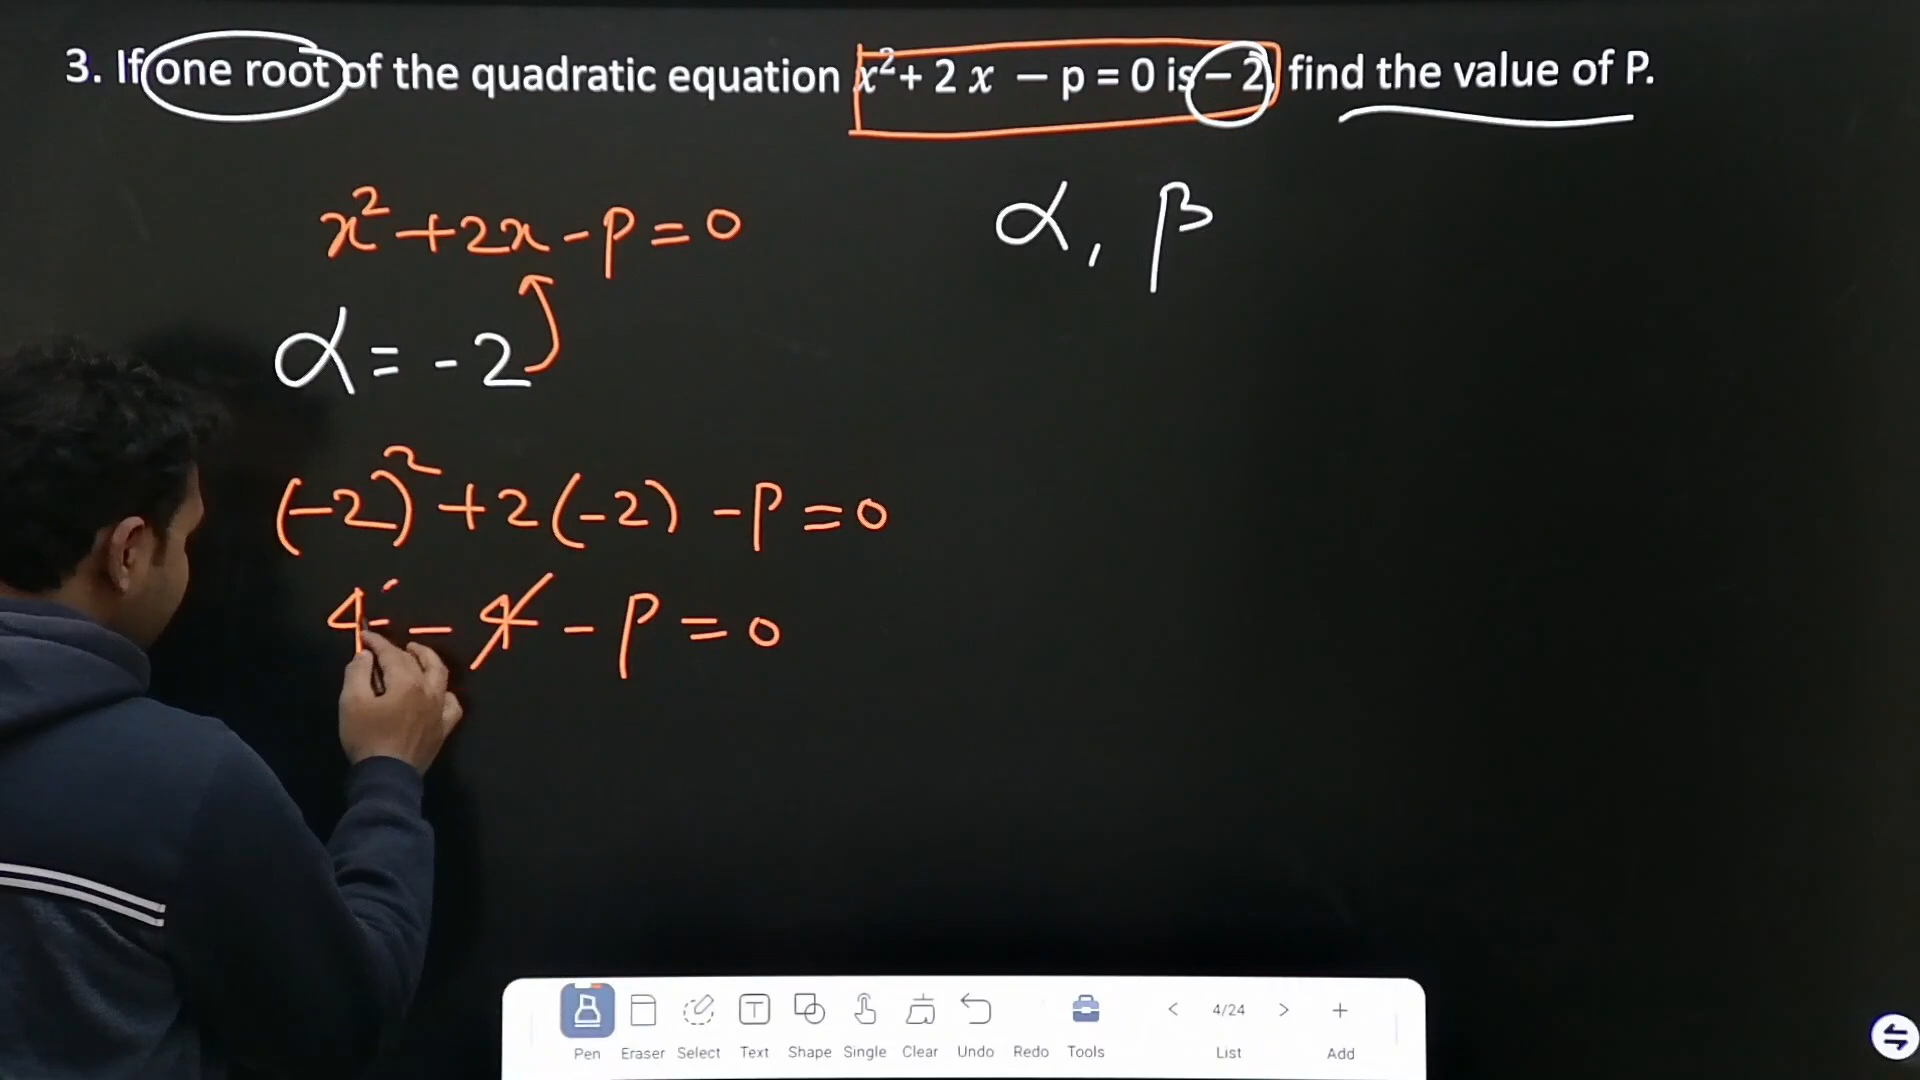 3. If one root of the quadratic equation x²+ 2 x – p = 0 is – 2, find the value of P.
x² + 2x - p = 0
α, β
α = - 2
(-2)² + 2 (-2) - p = 0
4 - 4 - p = 0
Pen Eraser Select Text Shape Single Clear Undo Redo Tools < 4/24 List > + Add